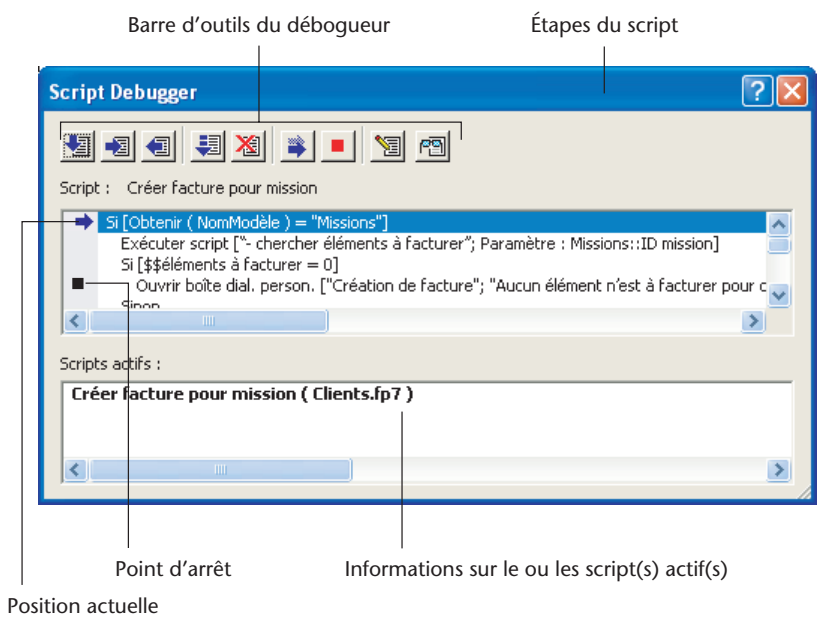 Barre d’outils du débogueur
Étapes du script
Script Debugger
Script : Créer facture pour mission
Si [Obtenir ( NomModèle ) = "Missions"]
Exécuter script ["- chercher éléments à facturer"; Paramètre : Missions::ID mission]
Si [$$éléments à facturer = 0]
Ouvrir boîte dial. person. ["Création de facture"; "Aucun élément n'est à facturer pour c
Sinon
Scripts actifs :
Créer facture pour mission ( Clients.fp7 )
Point d’arrêt
Informations sur le ou les script(s) actif(s)
Position actuelle